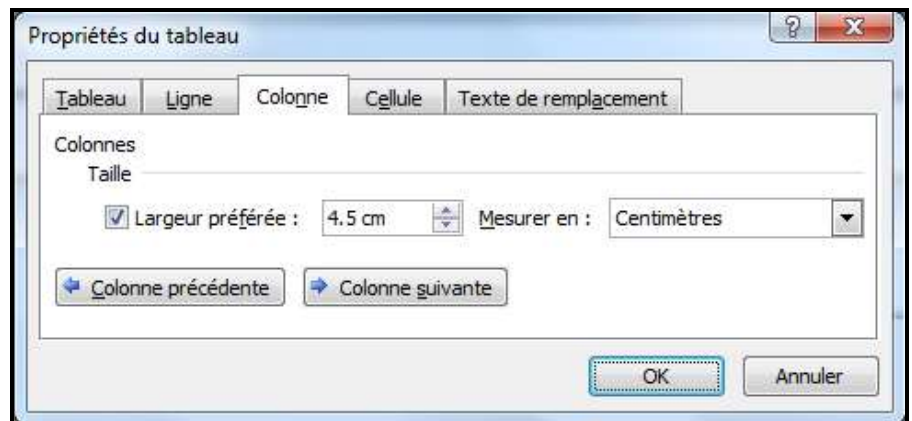 Propriétés du tableau
Tableau Ligne Colonne Cellule Texte de remplacement
Colonnes
Taille
Largeur préférée : 4.5 cm Mesurer en : Centimètres
Colonne précédente Colonne suivante
OK Annuler